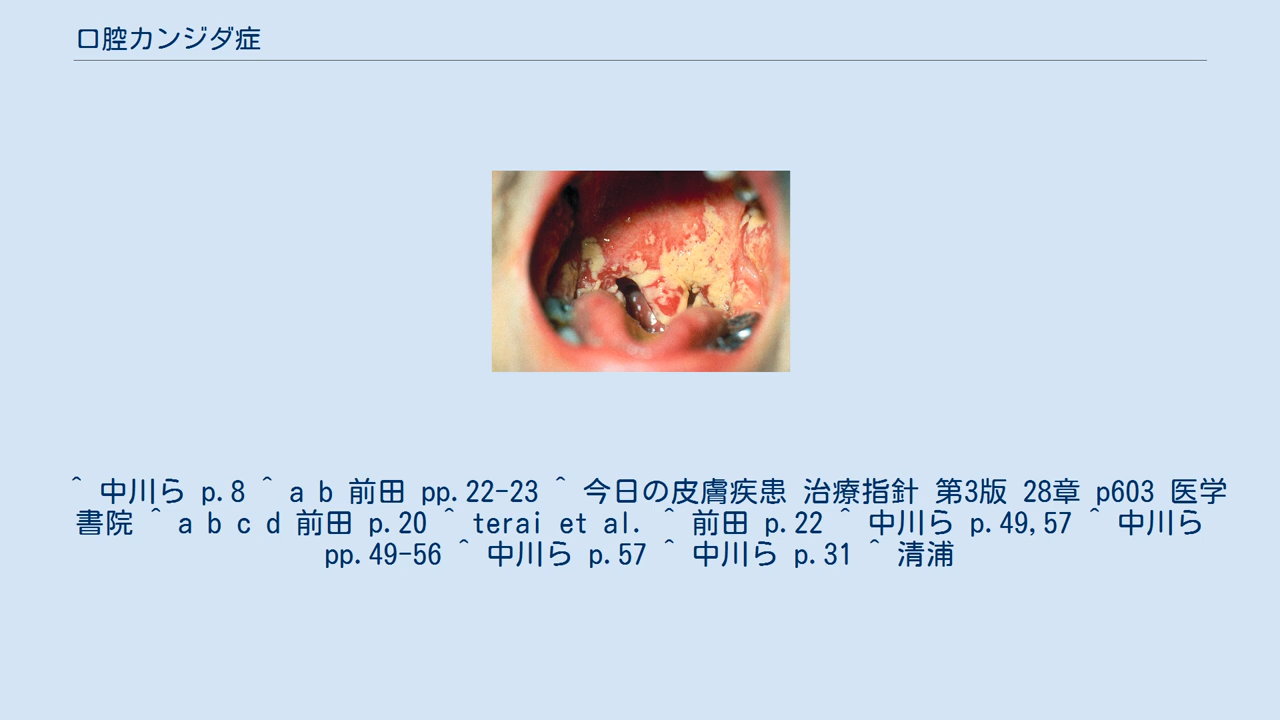 口腔カンジダ症
^ 中川ら p.8 ^ a b 前田 pp.22-23 ^ 今日の皮膚疾患 治療指針 第3版 28章 p603 医学
書院 ^ a b c d 前田 p.20 ^ terai et al. ^ 前田 p.22 ^ 中川ら p.49,57 ^ 中川ら
pp.49-56 ^ 中川ら p.57 ^ 中川ら p.31 ^ 清浦